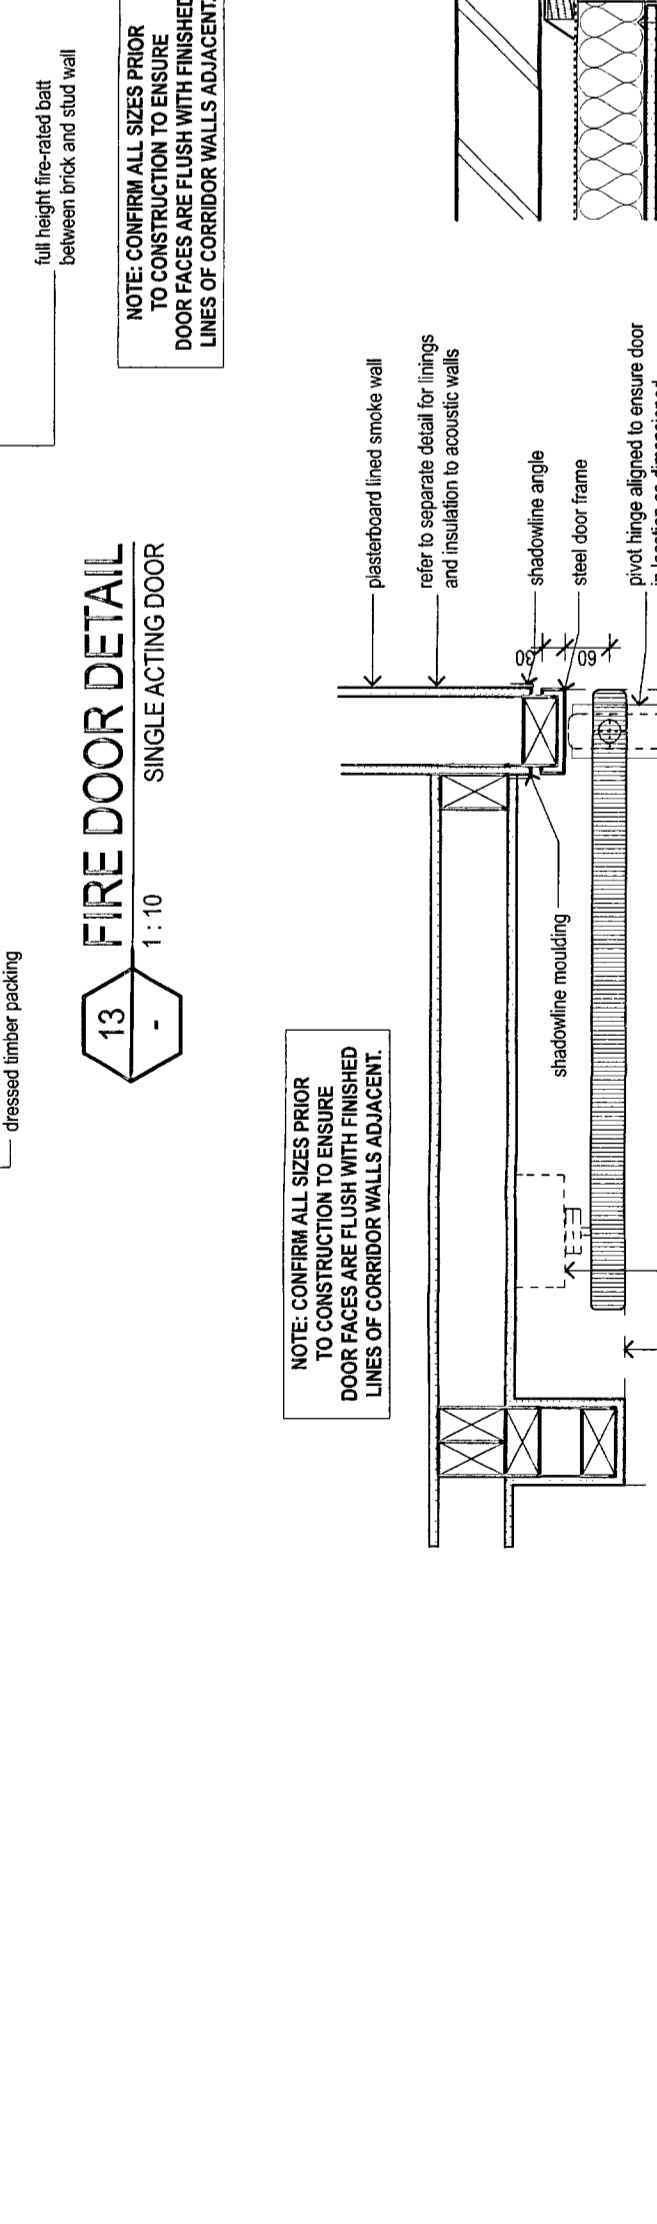 full height fire-rated batt
between brick and stud wall
NOTE: CONFIRM ALL SIZES PRIOR
TO CONSTRUCTION TO ENSURE
DOOR FACES ARE FLUSH WITH FINISHED
LINES OF CORRIDOR WALLS ADJACENT.
dressed timber packing
13
-
FIRE DOOR DETAIL
1 : 10
SINGLE ACTING DOOR
NOTE: CONFIRM ALL SIZES PRIOR
TO CONSTRUCTION TO ENSURE
DOOR FACES ARE FLUSH WITH FINISHED
LINES OF CORRIDOR WALLS ADJACENT.
plasterboard lined smoke wall
refer to separate detail for linings
and insulation to acoustic walls
shadowline angle
steel door frame
30
60
shadowline moulding
pivot hinge aligned to ensure door
in location as dimensioned